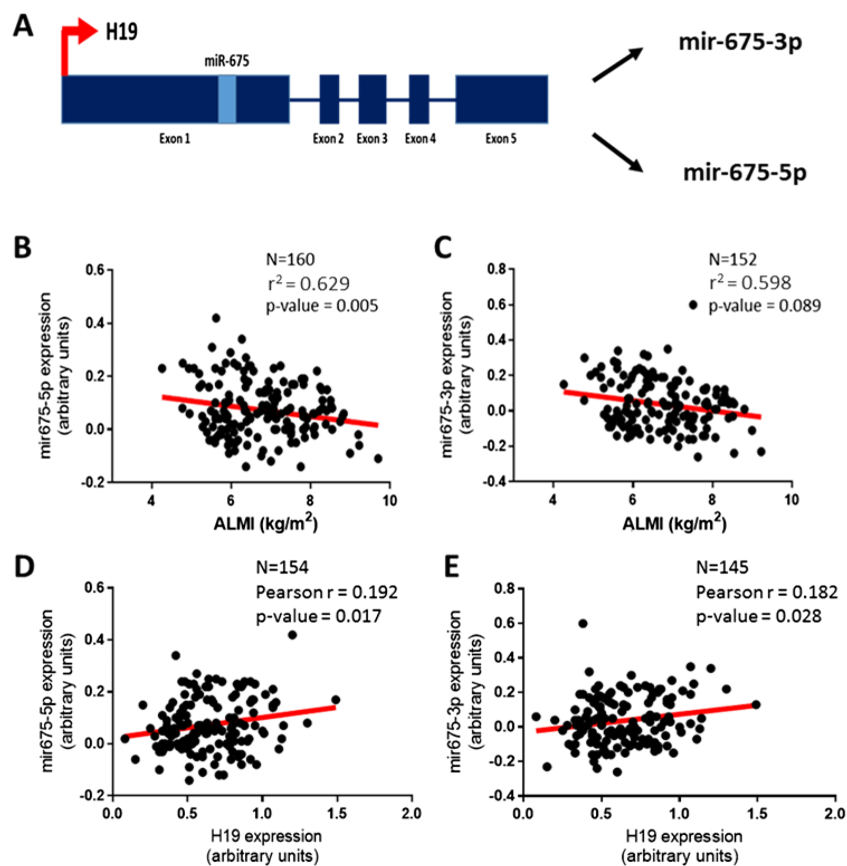 A
H19
miR-675
Exon 1
Exon 2
Exon 3
Exon 4
Exon 5
mir-675-3p
mir-675-5p
B
N=160
r² = 0.629
p-value = 0.005
mir675-5p expression
(arbitrary units)
0.6
0.4
0.2
0.0
-0.2
4
6
8
10
ALMI (kg/m²)
C
N=152
r² = 0.598
p-value = 0.089
mir675-3p expression
(arbitrary units)
0.8
0.6
0.4
0.2
0.0
-0.2
-0.4
4
6
8
10
ALMI (kg/m²)
D
N=154
Pearson r = 0.192
p-value = 0.017
mir675-5p expression
(arbitrary units)
0.6
0.4
0.2
0.0
-0.2
0.0
0.5
1.0
1.5
2.0
H19 expression
(arbitrary units)
E
N=145
Pearson r = 0.182
p-value = 0.028
mir675-3p expression
(arbitrary units)
0.8
0.6
0.4
0.2
0.0
-0.2
-0.4
0.0
0.5
1.0
1.5
2.0
H19 expression
(arbitrary units)